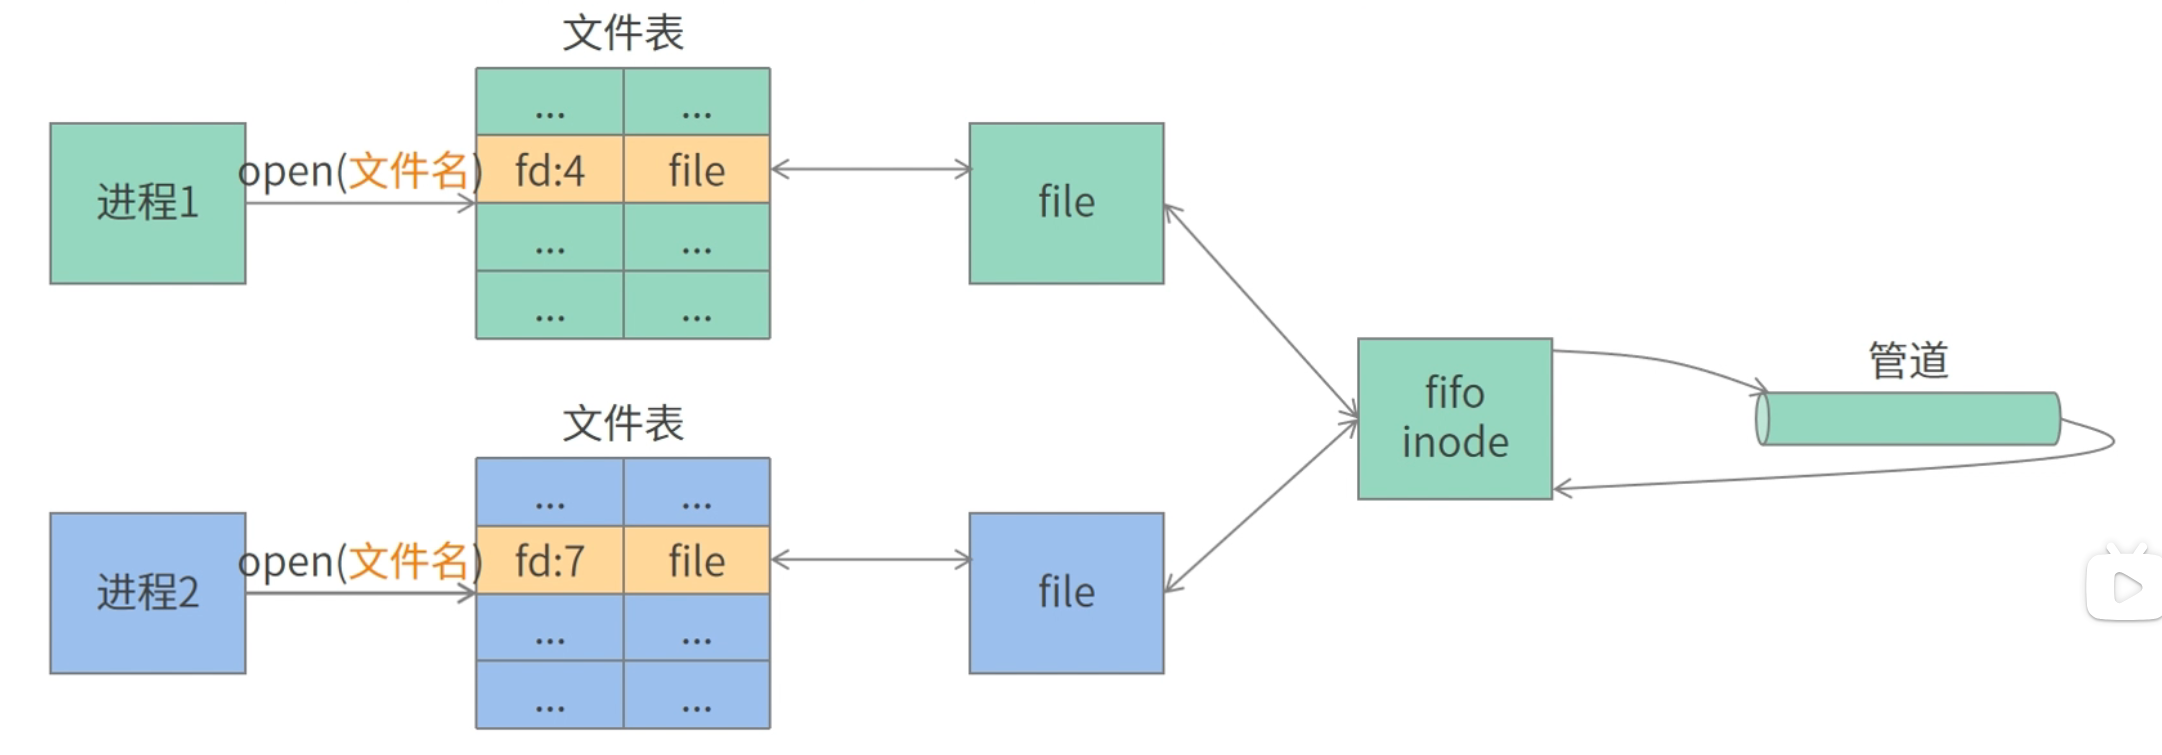 文件表
... ...
进程1
open(文件名)
fd:4 file
... ...
... ...
file
文件表
... ...
进程2
open(文件名)
fd:7 file
... ...
... ...
file
fifo
inode
管道